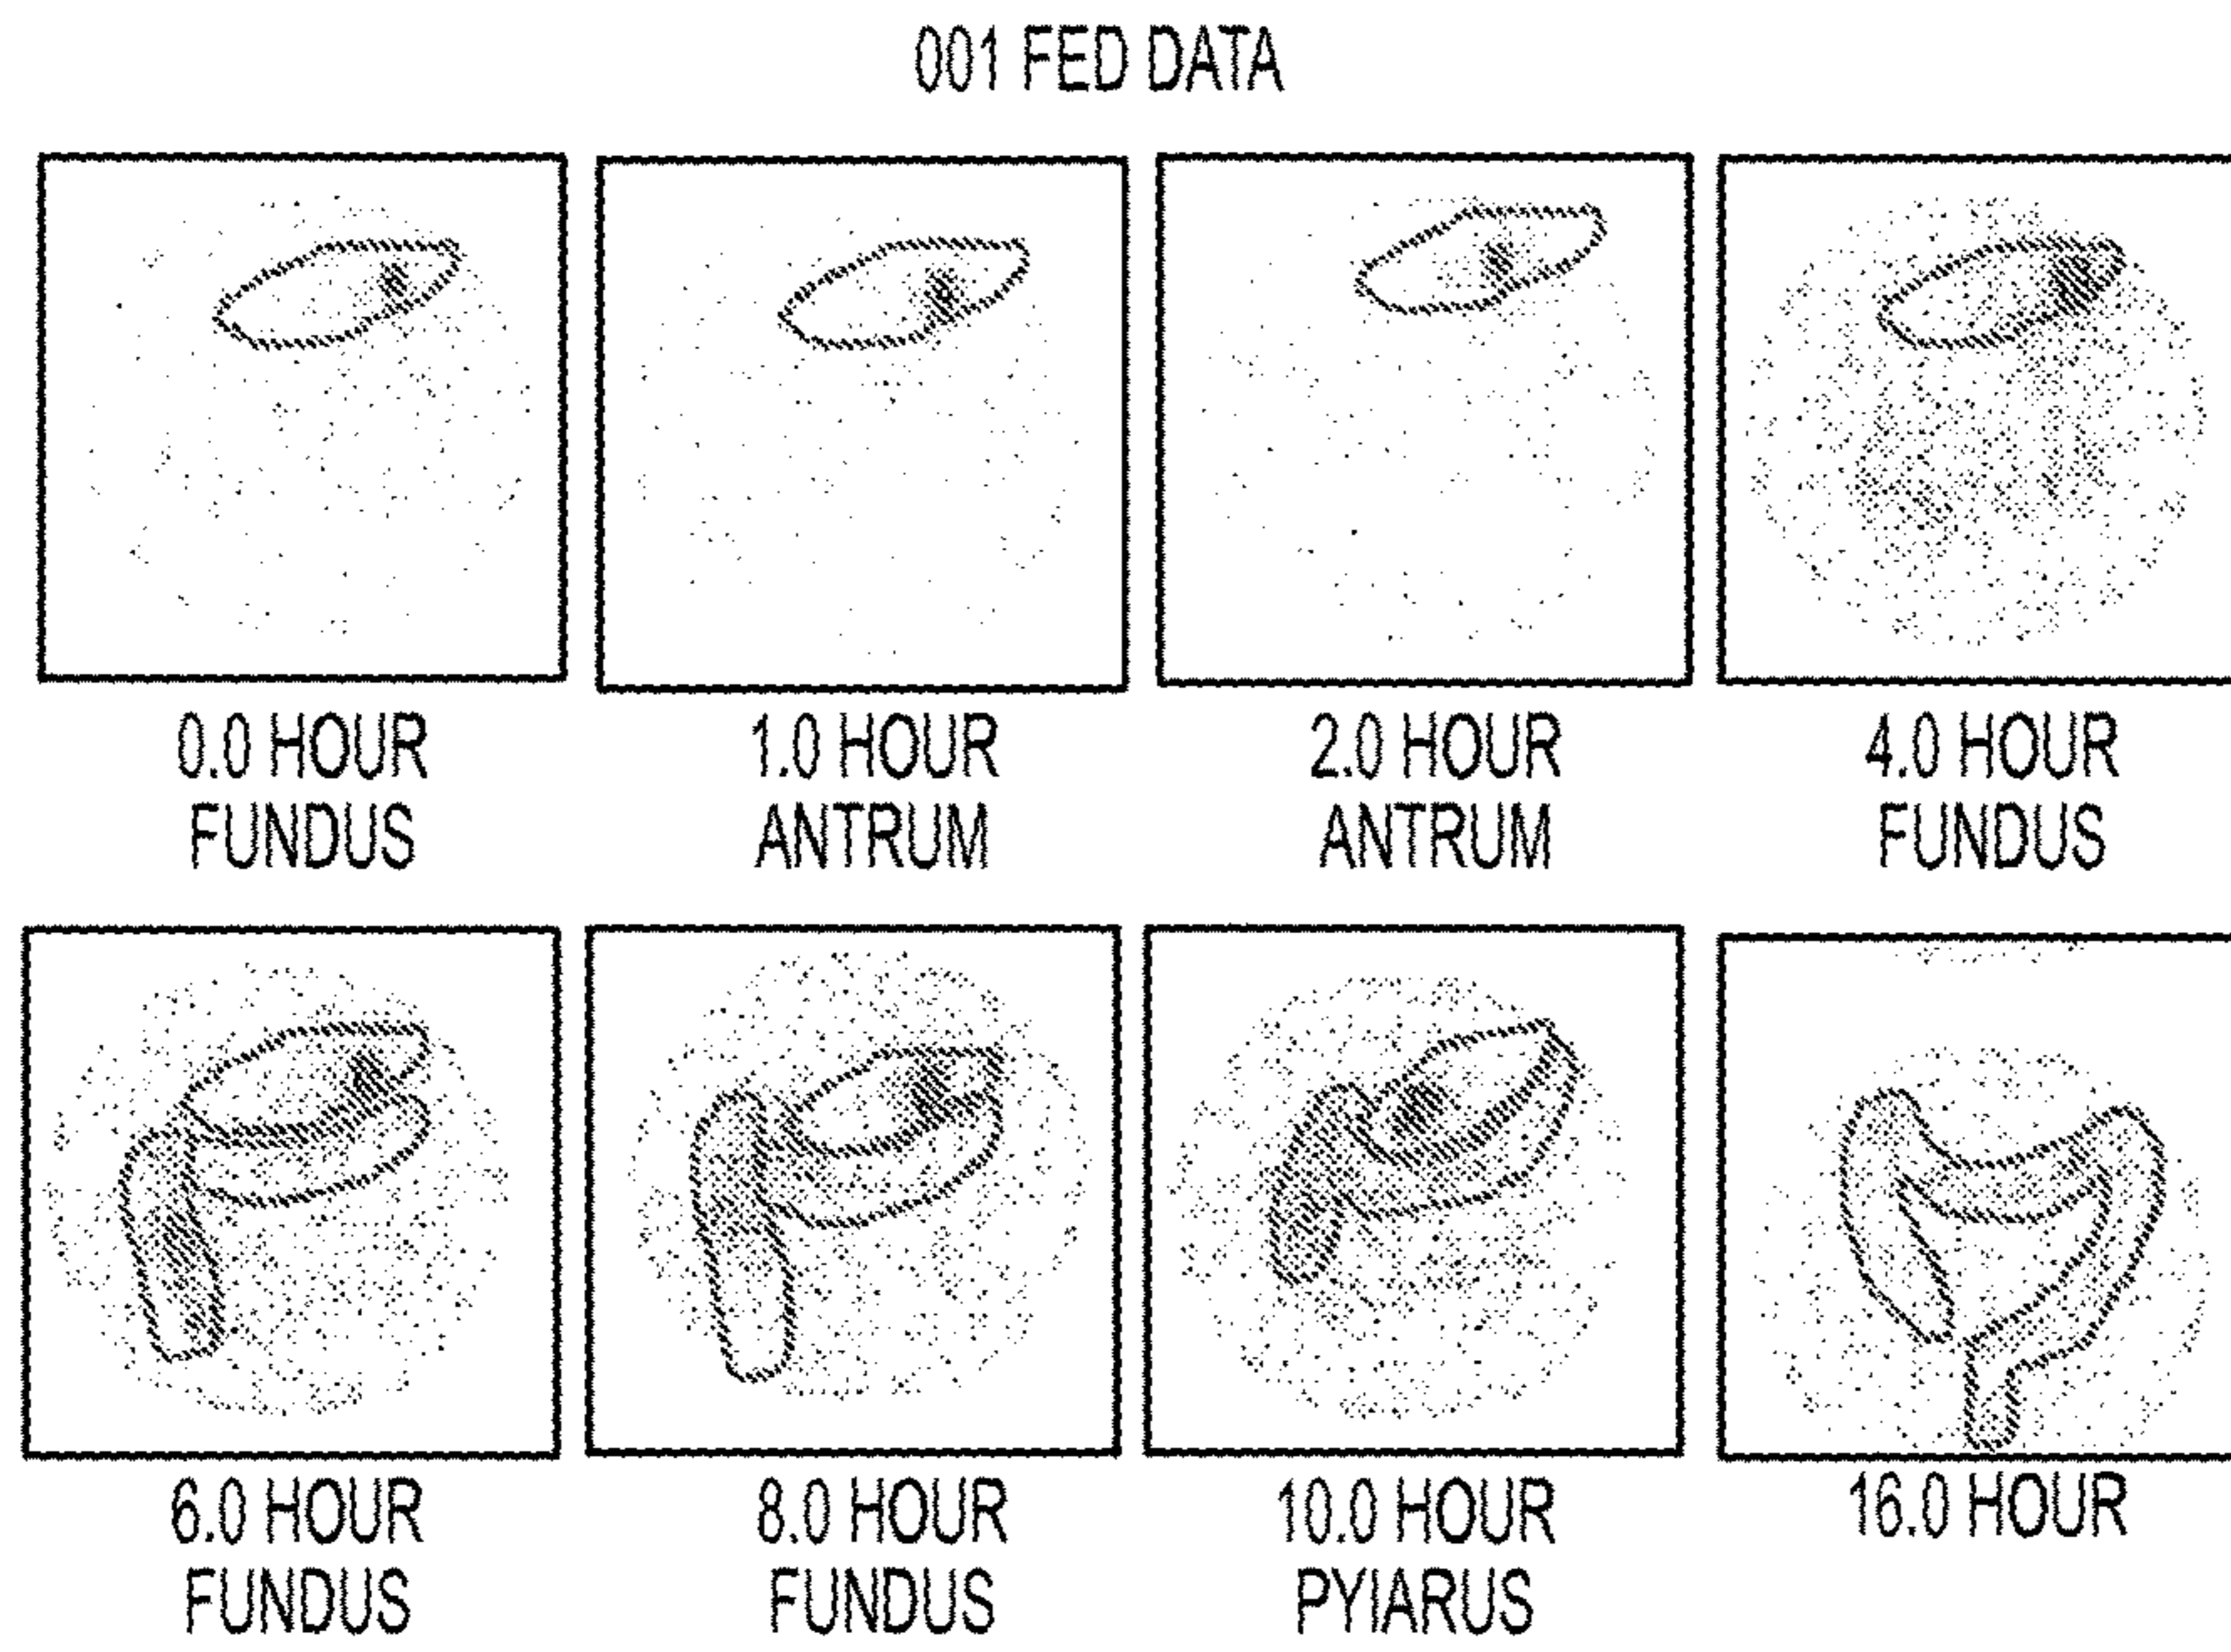 001 FED DATA
0.0 HOUR
FUNDUS
1.0 HOUR
ANTRUM
2.0 HOUR
ANTRUM
4.0 HOUR
FUNDUS
6.0 HOUR
FUNDUS
8.0 HOUR
FUNDUS
10.0 HOUR
PYIARUS
16.0 HOUR